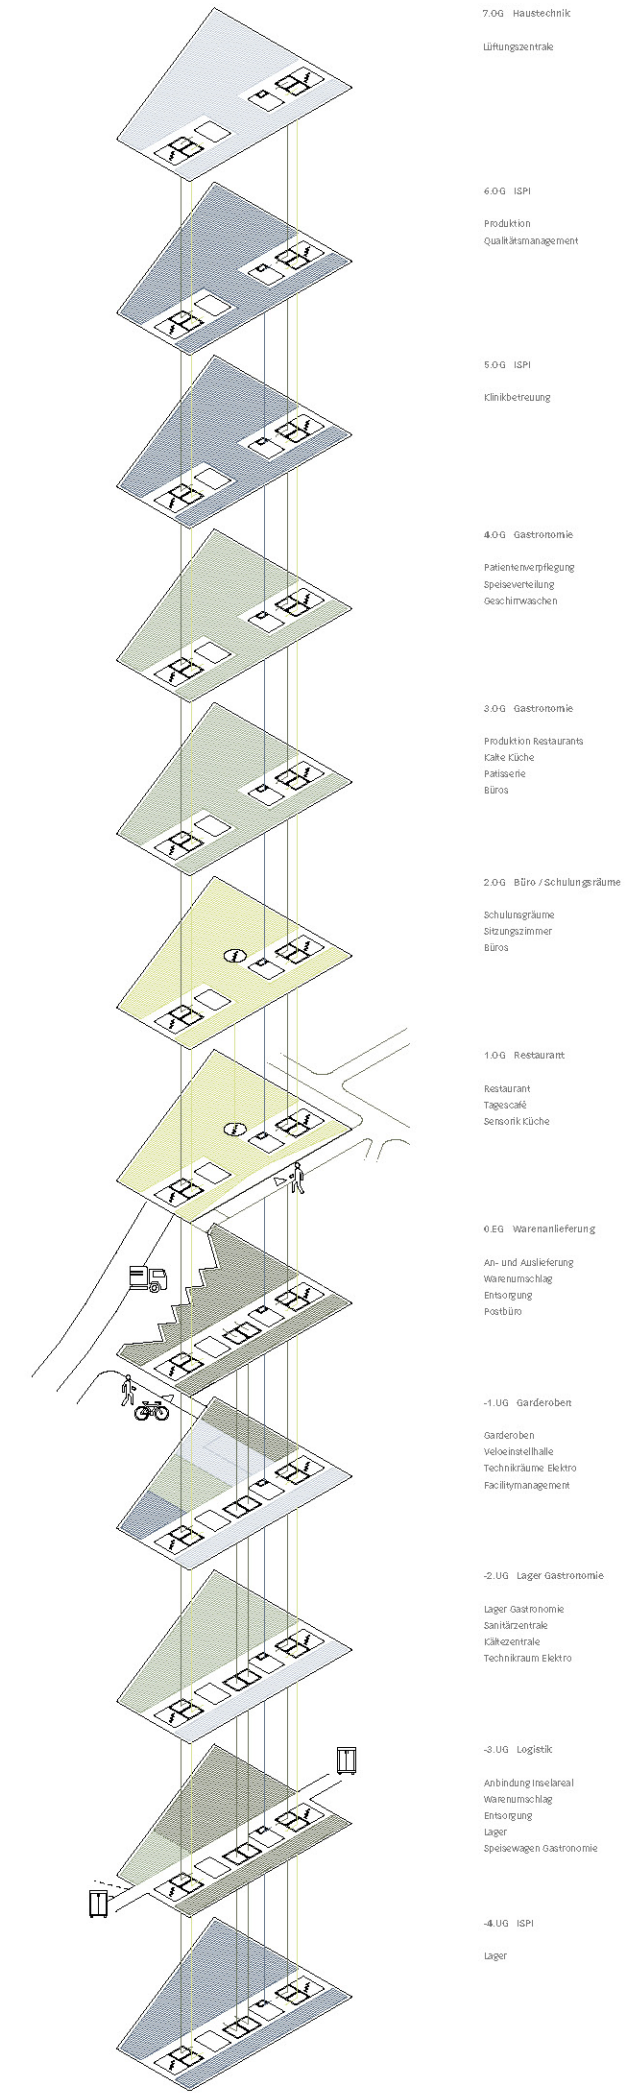 7.OG Haustechnik
Lüftungszentrale
6.OG ISPI
Produktion
Qualitätsmanagement
5.OG ISPI
Klinikbetreuung
4.OG Gastronomie
Patientenverpflegung
Speiseverteilung
Geschirrwaschen
3.OG Gastronomie
Produktion Restaurants
Kalte Küche
Patisserie
Büros
2.OG Büro / Schulungsräume
Schulunsgräume
Sitzungszimmer
Büros
1.OG Restaurant
Restaurant
Tagescafé
Sensorik Küche
0.EG Warenanlieferung
An- und Auslieferung
Warenumschlag
Entsorgung
Postbüro
-1.UG Garderoben
Garderoben
Veloeinstellhalle
Technikräume Elektro
Facilitymanagement
-2.UG Lager Gastronomie
Lager Gastronomie
Sanitärzentrale
Kältezentrale
Technikraum Elektro
-3.UG Logistik
Anbindung Inselareal
Warenumschlag
Entsorgung
Lager
Speisewagen Gastronomie
-4.UG ISPI
Lager